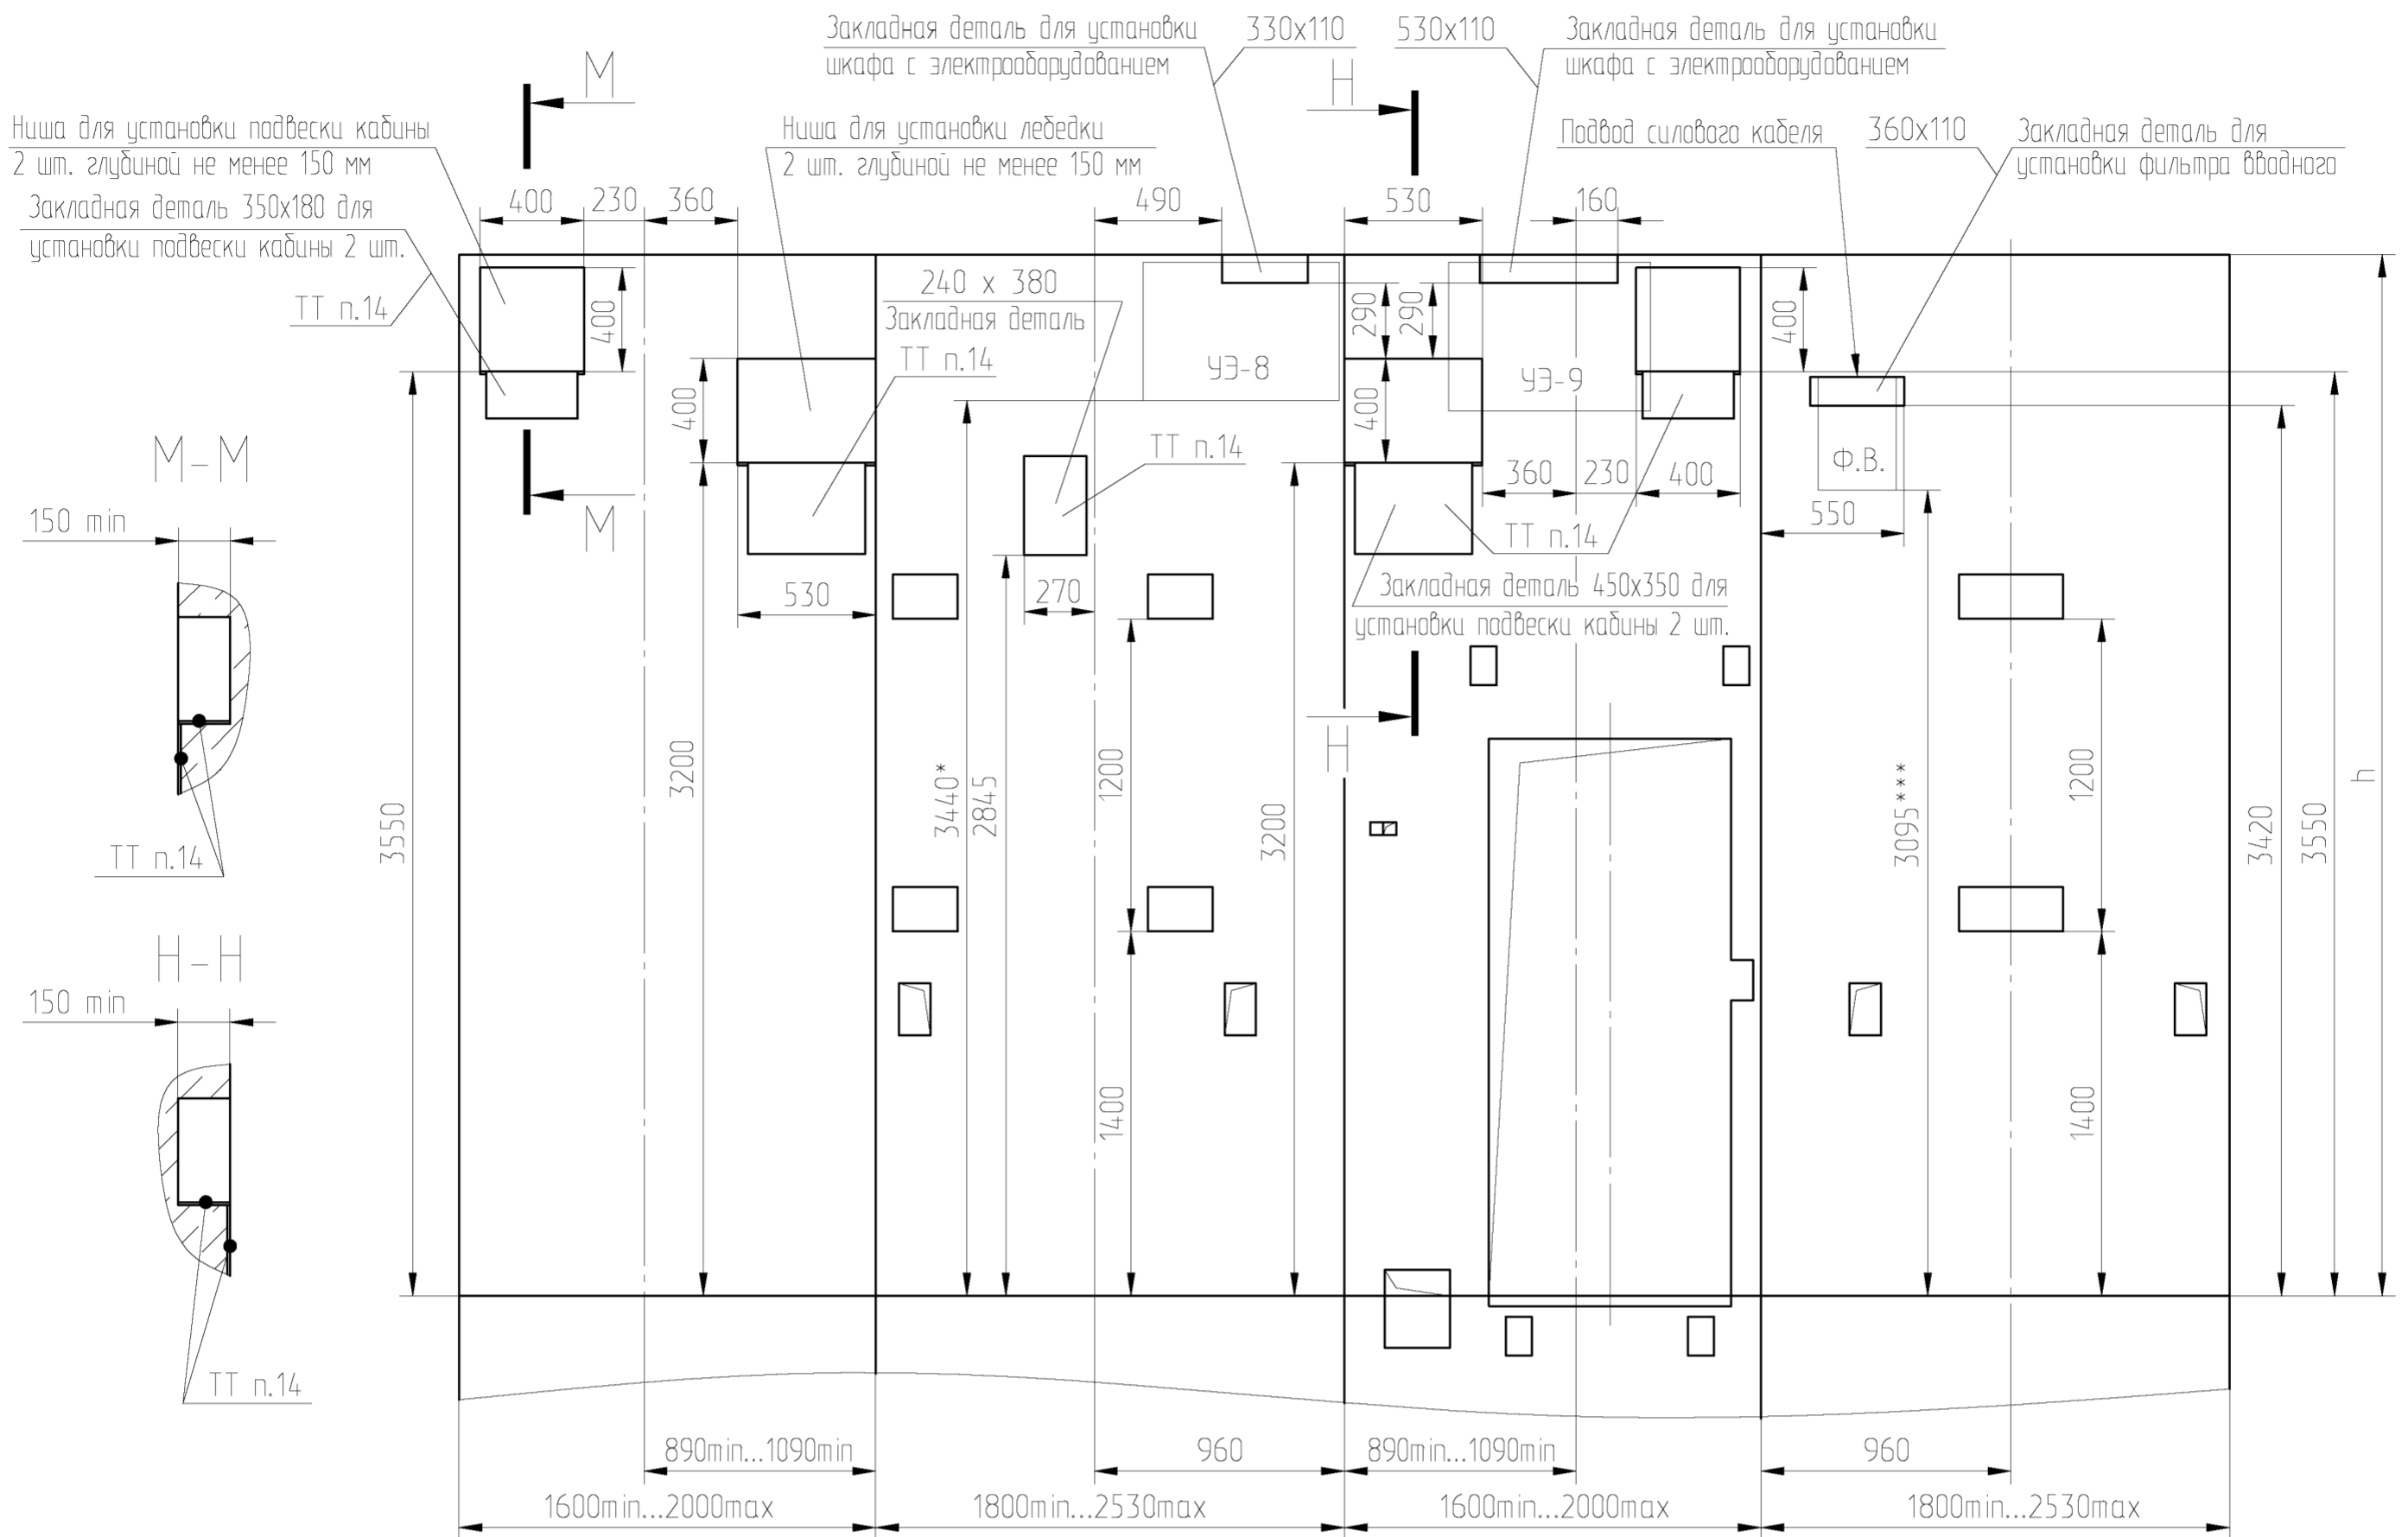 Закладная деталь для установки
шкафа с электрооборудованием
330х110
530х110
Закладная деталь для установки
шкафа с электрооборудованием
М
Н
Ниша для установки подвески кабины
2 шт. глубиной не менее 150 мм
Ниша для установки лебедки
2 шт. глубиной не менее 150 мм
Подвод силового кабеля
360х110
Закладная деталь для
установки фильтра вводного
Закладная деталь 350х180 для
установки подвески кабины 2 шт.
400
230
360
490
530
160
ТТ п.14
400
240 х 380
Закладная деталь
ТТ п.14
УЭ-8
290
290
УЭ-9
400
400
400
ТТ п.14
Ф.В.
360
230
400
550
М-М
М
150 min
ТТ п.14
530
270
Закладная деталь 450х350 для
установки подвески кабины 2 шт.
Н
3550
3200
3440*
2845
1200
3200
3095***
1200
3420
3550
h
ТТ п.14
Н-Н
150 min
1400
1400
ТТ п.14
890min...1090min
960
890min...1090min
960
1600min...2000max
1800min...2530max
1600min...2000max
1800min...2530max